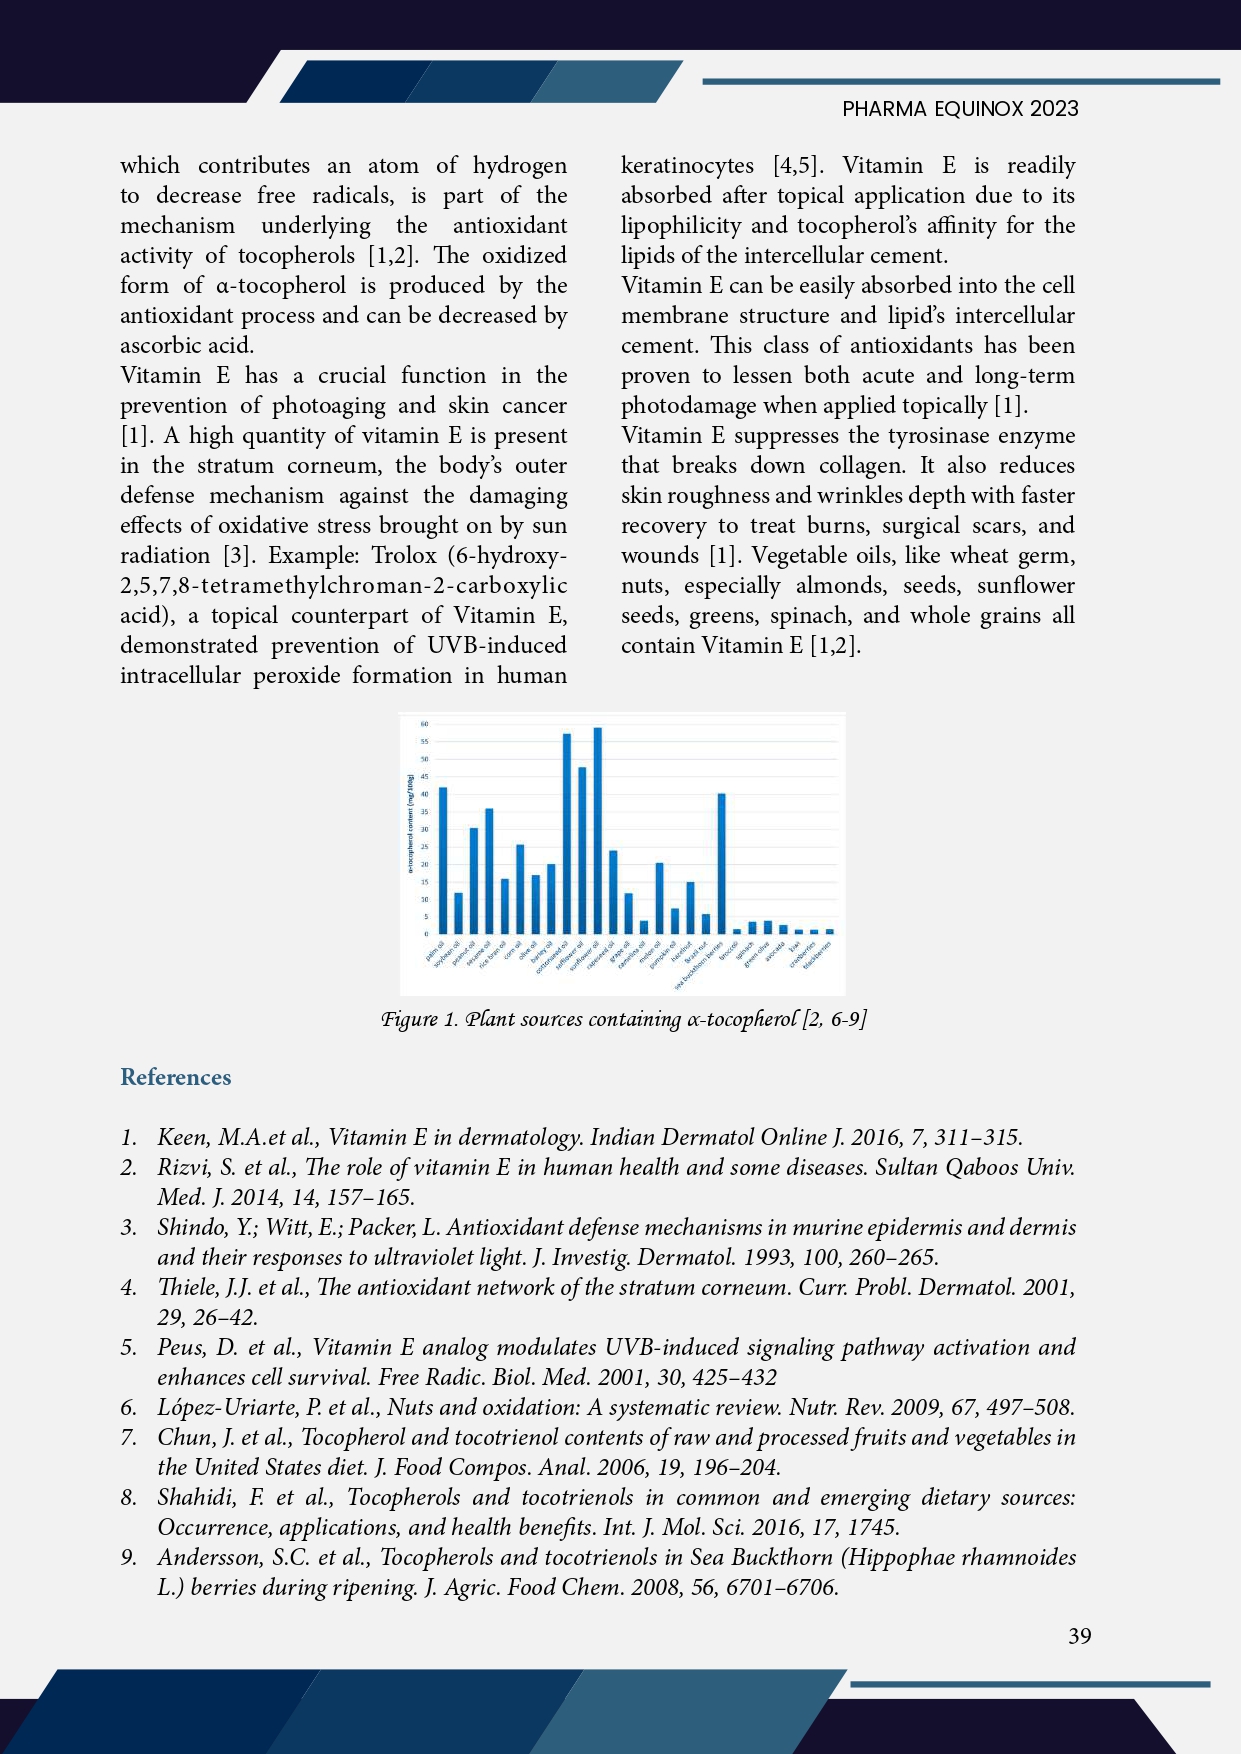 PHARMA EQUINOX 2023
which contributes an atom of hydrogen
to decrease free radicals, is part of the
mechanism underlying the antioxidant
activity of tocopherols [1,2]. The oxidized
form of α-tocopherol is produced by the
antioxidant process and can be decreased by
ascorbic acid.
Vitamin E has a crucial function in the
prevention of photoaging and skin cancer
[1]. A high quantity of vitamin E is present
in the stratum corneum, the body’s outer
defense mechanism against the damaging
effects of oxidative stress brought on by sun
radiation [3]. Example: Trolox (6-hydroxy-
2,5,7,8-tetramethylchroman-2-carboxylic
acid), a topical counterpart of Vitamin E,
demonstrated prevention of UVB-induced
intracellular peroxide formation in human
keratinocytes [4,5]. Vitamin E is readily
absorbed after topical application due to its
lipophilicity and tocopherol’s affinity for the
lipids of the intercellular cement.
Vitamin E can be easily absorbed into the cell
membrane structure and lipid’s intercellular
cement. This class of antioxidants has been
proven to lessen both acute and long-term
photodamage when applied topically [1].
Vitamin E suppresses the tyrosinase enzyme
that breaks down collagen. It also reduces
skin roughness and wrinkles depth with faster
recovery to treat burns, surgical scars, and
wounds [1]. Vegetable oils, like wheat germ,
nuts, especially almonds, seeds, sunflower
seeds, greens, spinach, and whole grains all
contain Vitamin E [1,2].
α-tocopherol content (mg/100g)
60
55
50
45
40
35
30
25
20
15
10
5
0
palm oil
soybean oil
peanut oil
sesame oil
rice bran oil
corn oil
olive oil
barley oil
cottonseed oil
safflower oil
sunflower oil
rapeseed oil
grape oil
camelina oil
melon oil
pumpkin oil
hazelnut
Brazil nut
sea buckthorn berries
broccoli
spinach
green olive
avocado
kiwi
cranberries
blackberries
Figure 1. Plant sources containing α-tocopherol [2, 6-9]
References
1. Keen, M.A.et al., Vitamin E in dermatology. Indian Dermatol Online J. 2016, 7, 311–315.
2. Rizvi, S. et al., The role of vitamin E in human health and some diseases. Sultan Qaboos Univ.
Med. J. 2014, 14, 157–165.
3. Shindo, Y.; Witt, E.; Packer, L. Antioxidant defense mechanisms in murine epidermis and dermis
and their responses to ultraviolet light. J. Investig. Dermatol. 1993, 100, 260–265.
4. Thiele, J.J. et al., The antioxidant network of the stratum corneum. Curr. Probl. Dermatol. 2001,
29, 26–42.
5. Peus, D. et al., Vitamin E analog modulates UVB-induced signaling pathway activation and
enhances cell survival. Free Radic. Biol. Med. 2001, 30, 425–432
6. López-Uriarte, P. et al., Nuts and oxidation: A systematic review. Nutr. Rev. 2009, 67, 497–508.
7. Chun, J. et al., Tocopherol and tocotrienol contents of raw and processed fruits and vegetables in
the United States diet. J. Food Compos. Anal. 2006, 19, 196–204.
8. Shahidi, F. et al., Tocopherols and tocotrienols in common and emerging dietary sources:
Occurrence, applications, and health benefits. Int. J. Mol. Sci. 2016, 17, 1745.
9. Andersson, S.C. et al., Tocopherols and tocotrienols in Sea Buckthorn (Hippophae rhamnoides
L.) berries during ripening. J. Agric. Food Chem. 2008, 56, 6701–6706.
39